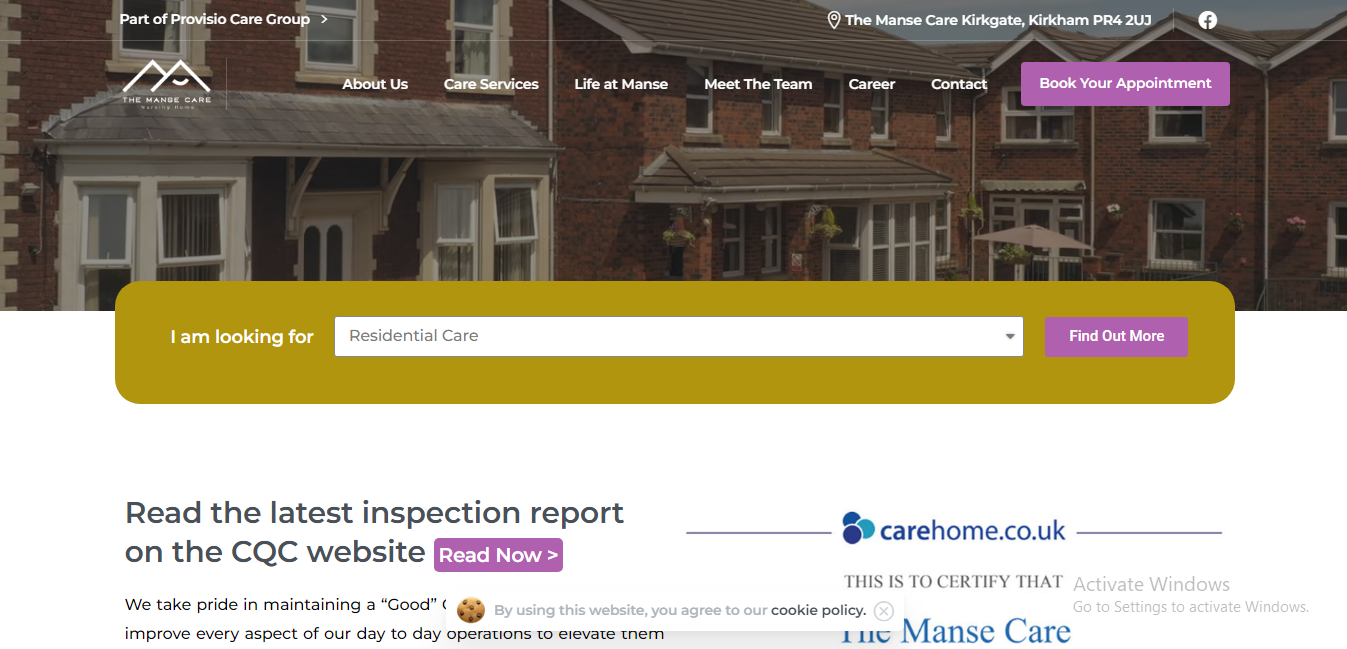 Part of Provisio Care Group >
The Manse Care Kirkgate, Kirkham PR4 2UJ
THE MANSE CARE
Nursing Home
About Us
Care Services
Life at Manse
Meet The Team
Career
Contact
Book Your Appointment
I am looking for
Residential Care
Find Out More
Read the latest inspection report
on the CQC website Read Now >
We take pride in maintaining a “Good”
improve every aspect of our day to day operations to elevate them
carehome.co.uk
THIS IS TO CERTIFY THAT
The Manse Care
By using this website, you agree to our cookie policy.
Activate Windows
Go to Settings to activate Windows.